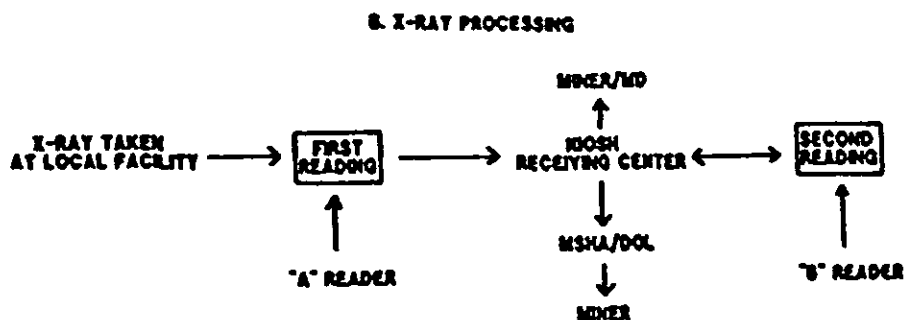 B. X-RAY PROCESSING
MINER/MD
X-RAY TAKEN
AT LOCAL FACILITY
FIRST
READING
NIOSH
RECEIVING CENTER
SECOND
READING
MSHA/DOL
"A" READER
"B" READER
MINER